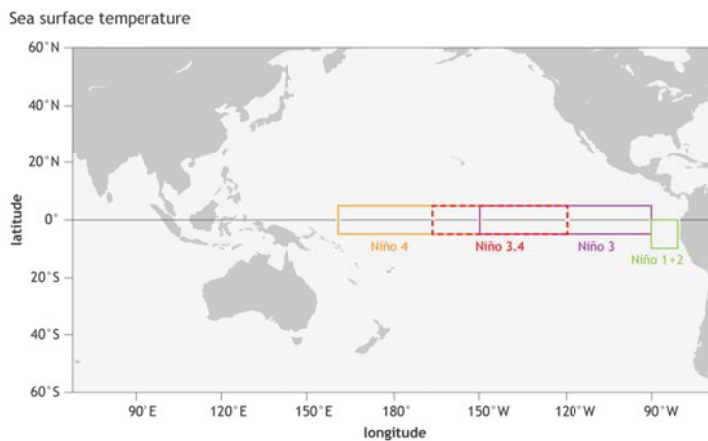 Sea surface temperature
60°N
40°N
20°N
0°
20°S
40°S
60°S
latitude
Niño 4
Niño 3.4
Niño 3
Niño 1+2
90°E
120°E
150°E
180°
150°W
120°W
90°W
longitude